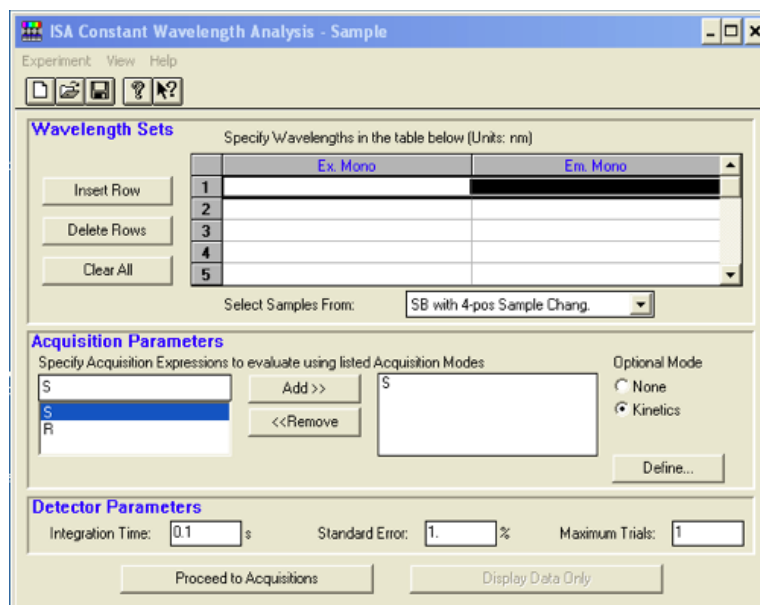 ISA Constant Wavelength Analysis - Sample
Experiment View Help
Wavelength Sets
Specify Wavelengths in the table below (Units: nm)
Ex. Mono Em. Mono
Insert Row
1
2
Delete Rows
3
4
Clear All
5
Select Samples From: SB with 4-pos Sample Chang.
Acquisition Parameters
Specify Acquisition Expressions to evaluate using listed Acquisition Modes
Optional Mode
S
Add >>
S
None
S
R
<<Remove
Kinetics
Define...
Detector Parameters
Integration Time: 0.1 s Standard Error: 1. % Maximum Trials: 1
Proceed to Acquisitions Display Data Only